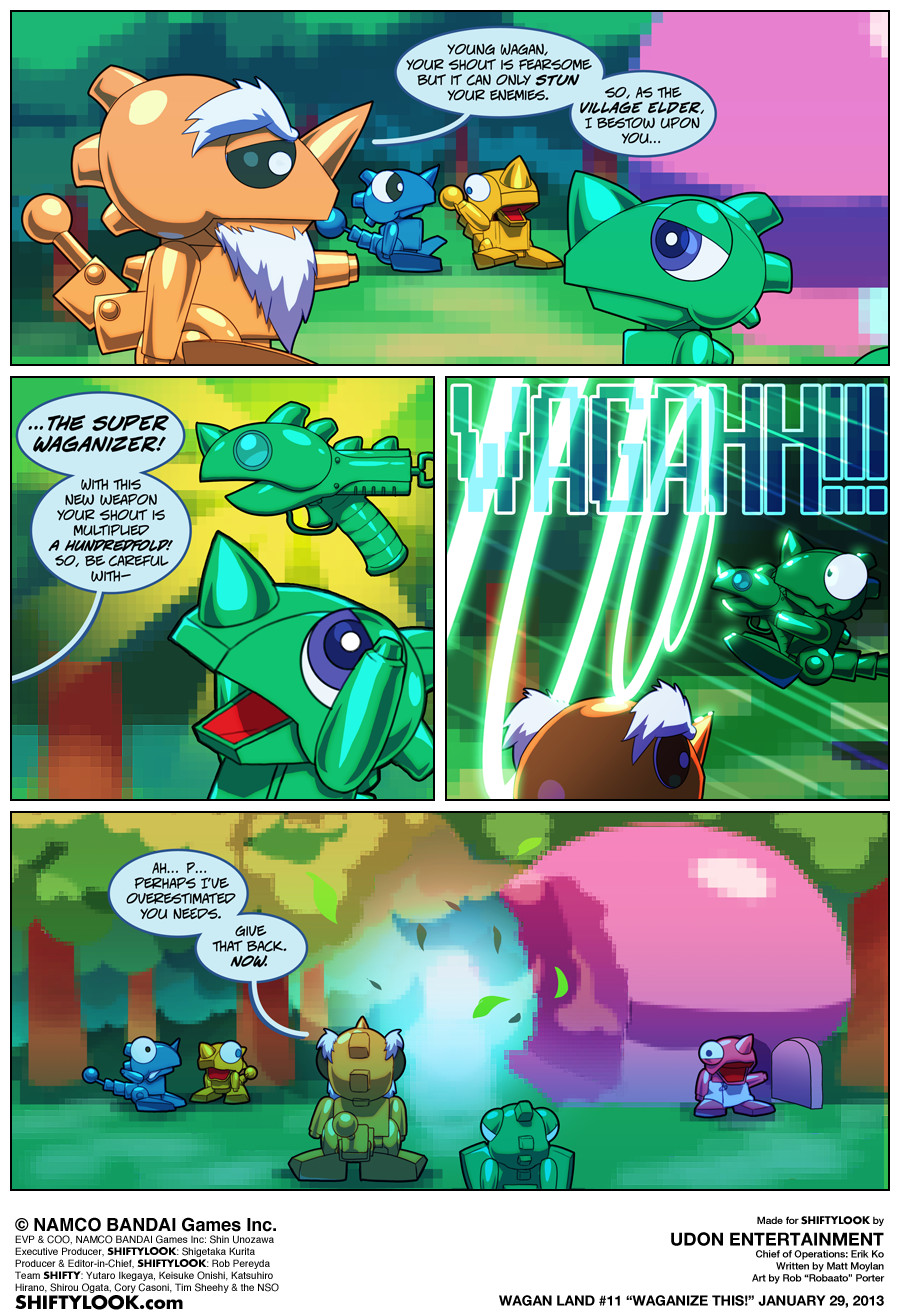 YOUNG WAGAN,
YOUR SHOUT IS FEARSOME
BUT IT CAN ONLY STUN
YOUR ENEMIES.
SO, AS THE
VILLAGE ELDER,
I BESTOW UPON
YOU...
...THE SUPER
WAGANIZER!
WITH THIS
NEW WEAPON
YOUR SHOUT IS
MULTIPLIED
A HUNDREDFOLD!
SO, BE CAREFUL
WITH—
WAGAHH!!!
AH... P...
PERHAPS I'VE
OVERESTIMATED
YOU NEEDS.
GIVE
THAT BACK.
NOW.
© NAMCO BANDAI Games Inc.
EVP & COO, NAMCO BANDAI Games Inc: Shin Unozawa
Executive Producer, SHIFTYLOOK: Shigetaka Kurita
Producer & Editor-in-Chief, SHIFTYLOOK: Rob Pereyda
Team SHIFTY: Yutaro Ikegaya, Keisuke Onishi, Katsuhiro
Hirano, Shirou Ogata, Cory Casoni, Tim Sheehy & the NSO
SHIFTYLOOK.com
Made for SHIFTYLOOK by
UDON ENTERTAINMENT
Chief of Operations: Erik Ko
Written by Matt Moylan
Art by Rob “Robaato” Porter
WAGAN LAND #11 “WAGANIZE THIS!” JANUARY 29, 2013